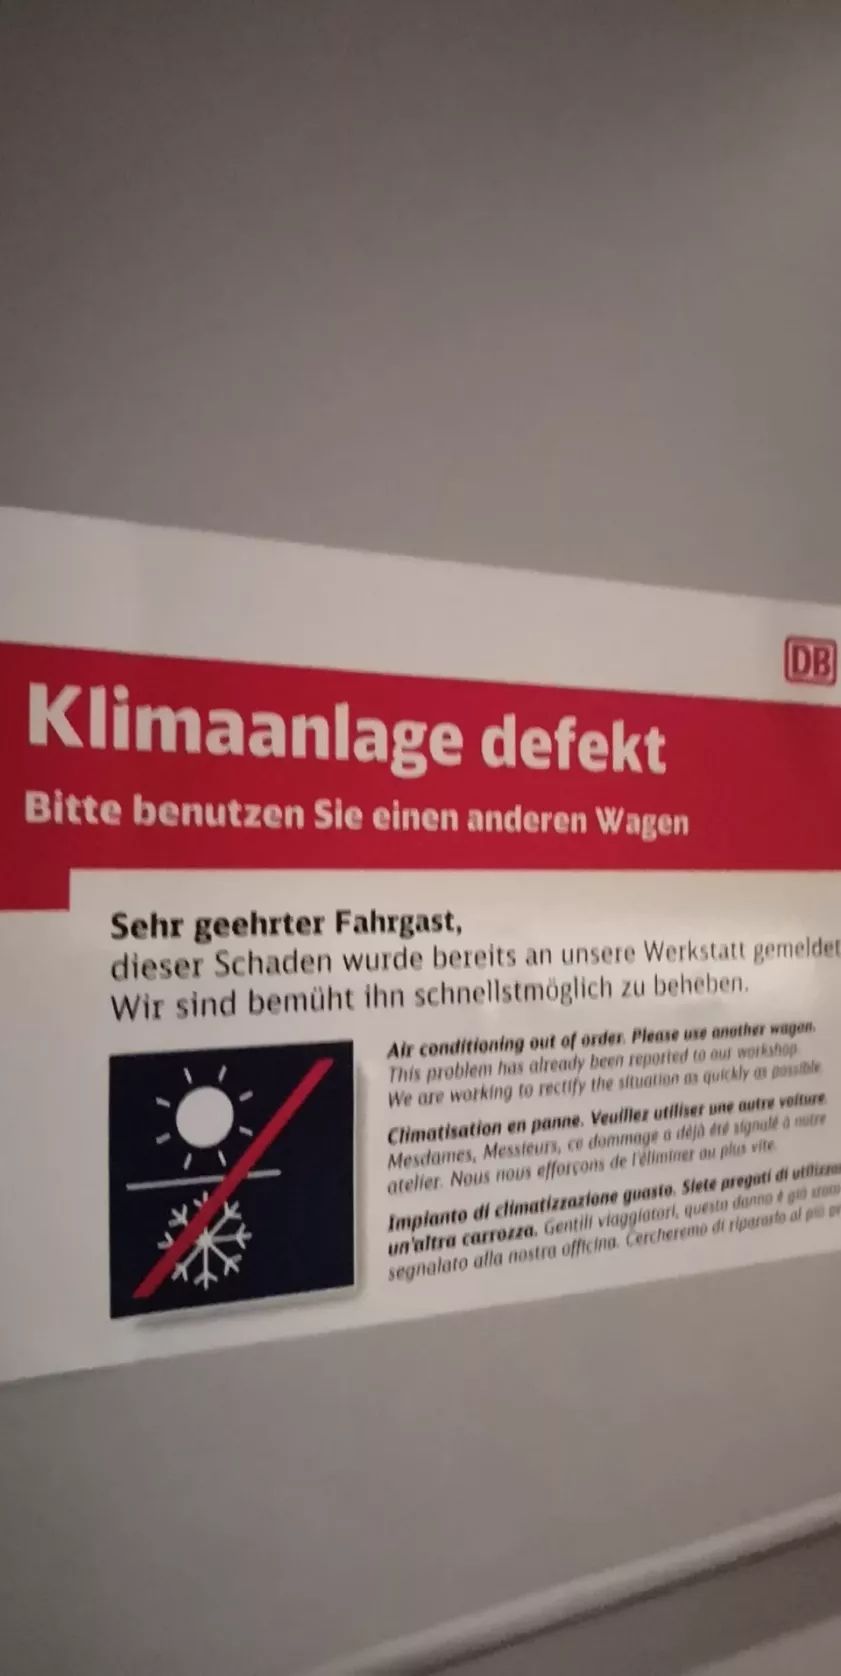 DB
Klimaanlage defekt
Bitte benutzen Sie einen anderen Wagen
Sehr geehrter Fahrgast,
dieser Schaden wurde bereits an unsere Werkstatt gemeldet
Wir sind bemüht ihn schnellstmöglich zu beheben.
Air conditioning out of order. Please use another wagon.
This problem has already been reported to our workshop.
We are working to rectify the situation as quickly as possible.
Climatisation en panne. Veuillez utiliser une autre voiture.
Mesdames, Messieurs, ce dommage a déjà été signalé à notre
atelier. Nous nous efforçons de l'éliminer au plus vite.
Impianto di climatizzazione guasto. Siete pregati di
un'altra carrozza. Gentili viaggiatori, questo danno è già
segnalato alla nostra officina. Cercheremo di ripararlo al più